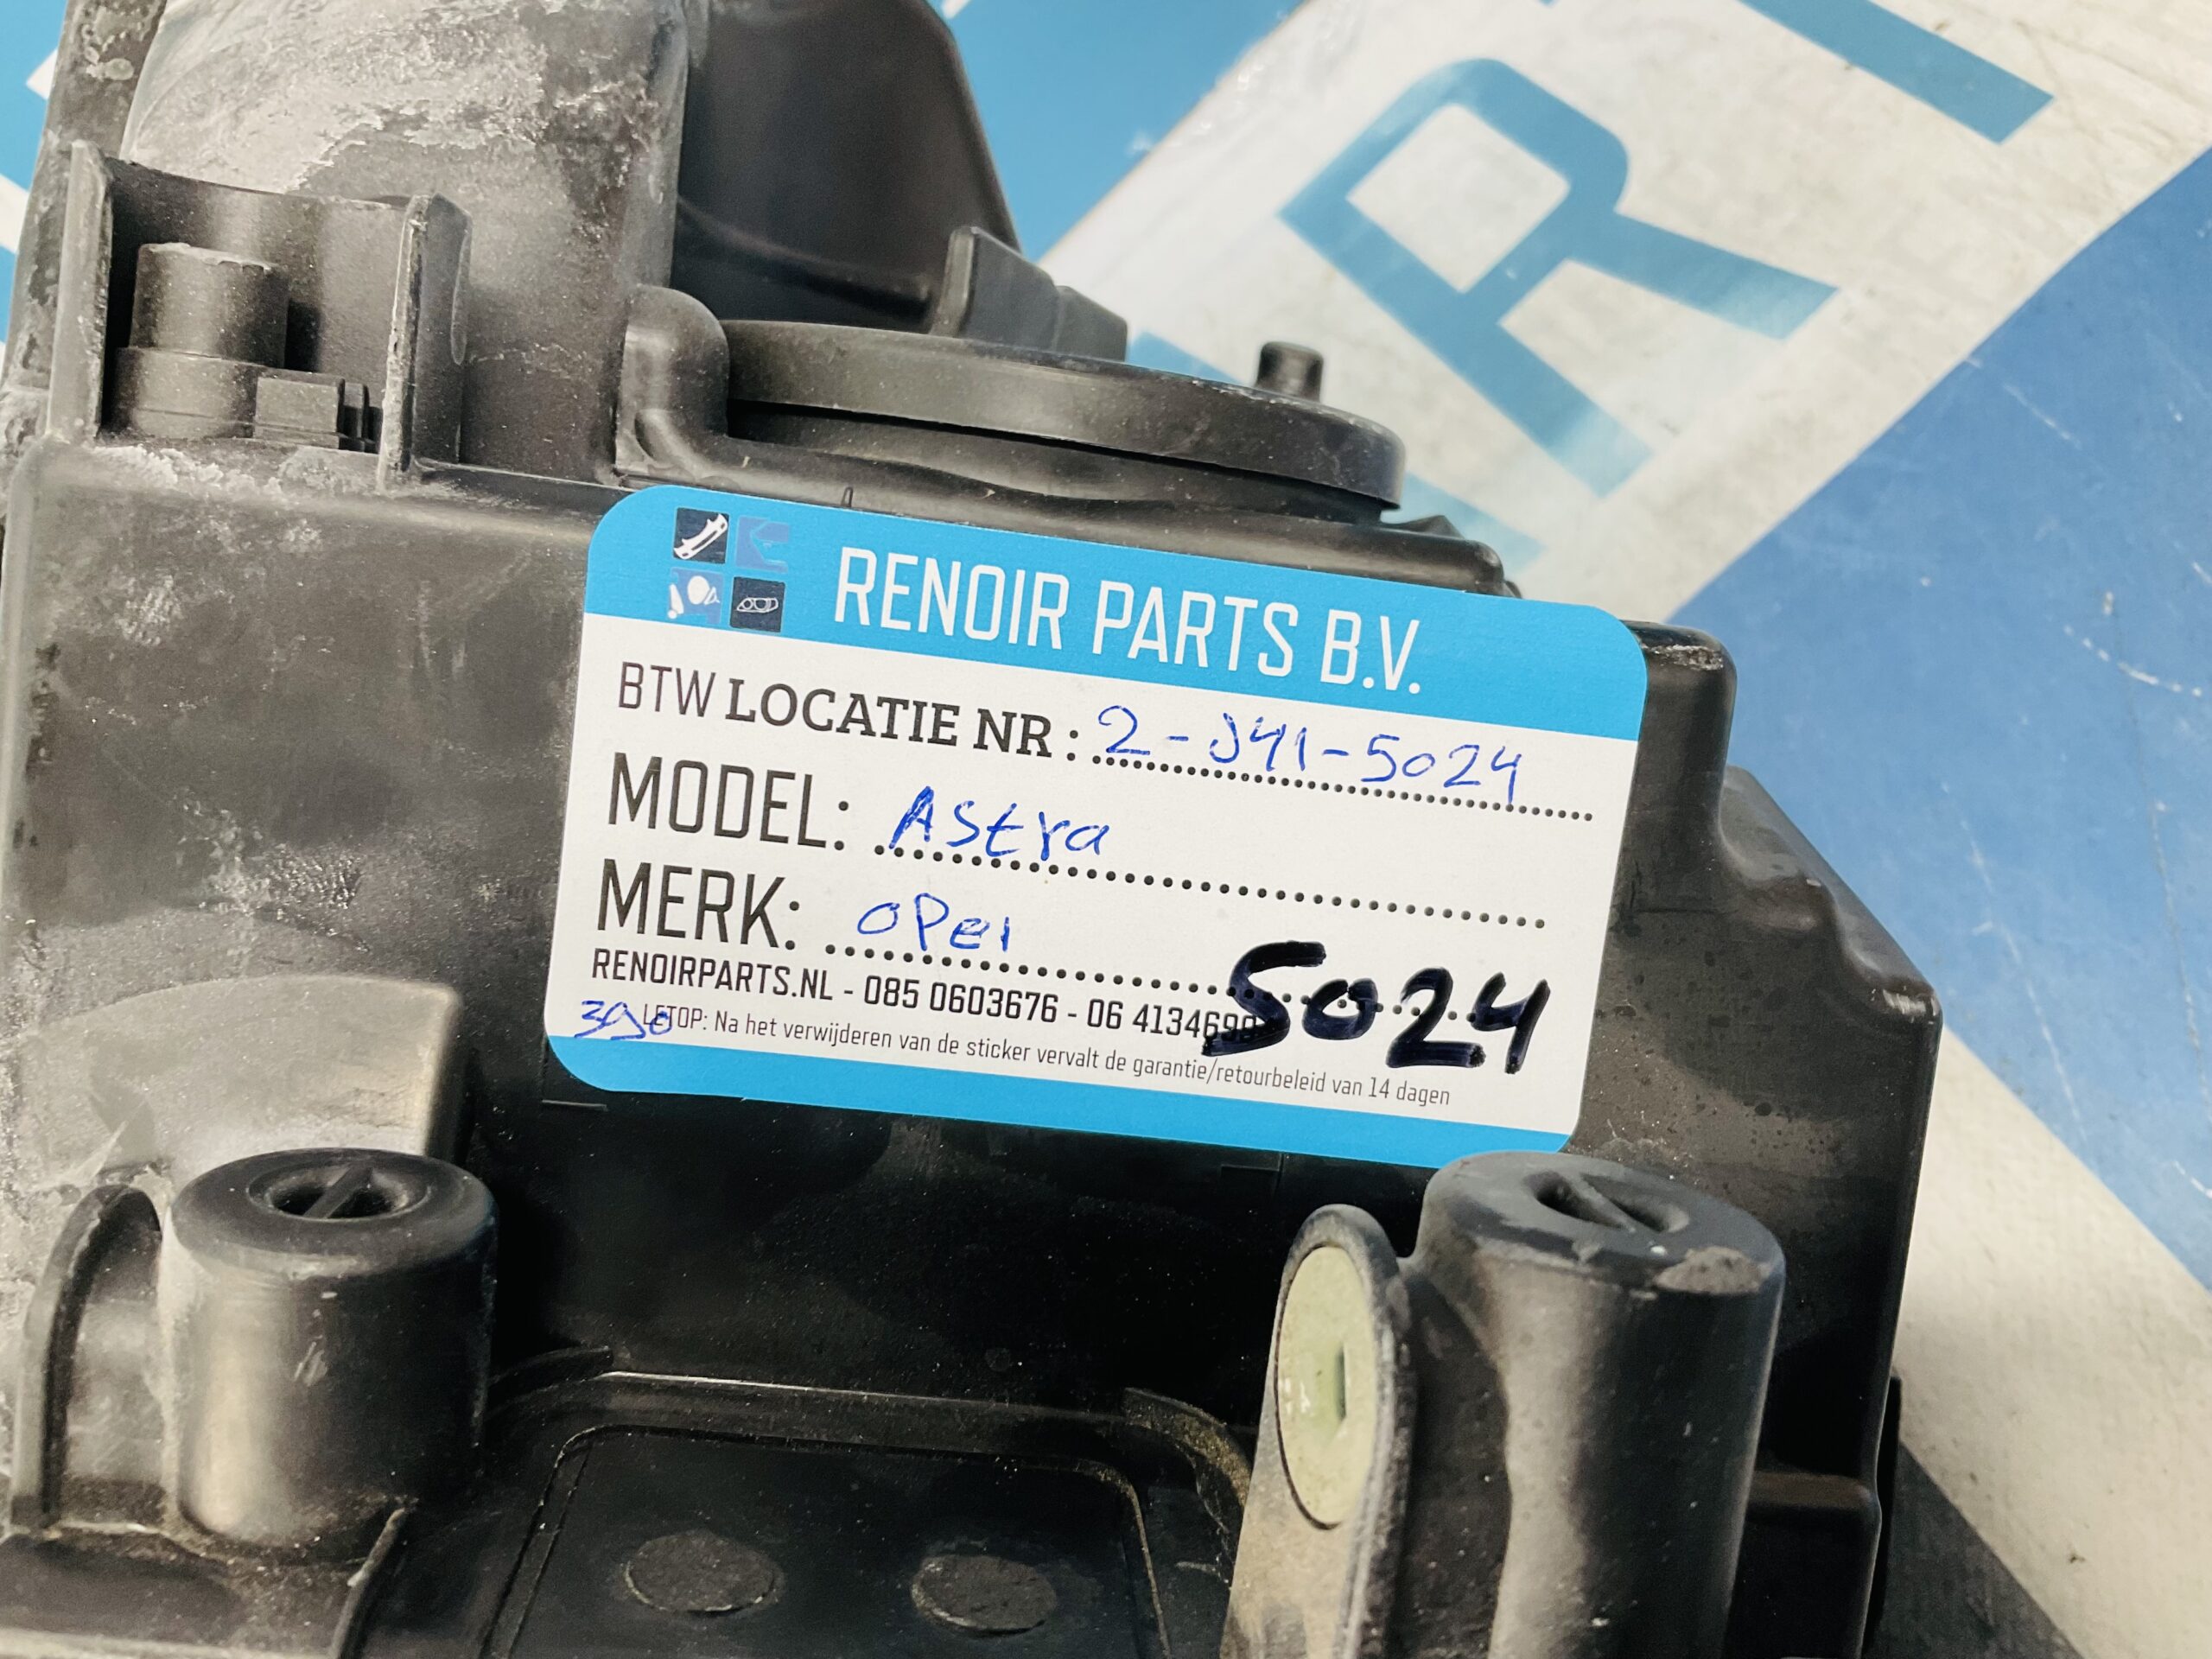 RENOIR PARTS B.V.
BTW LOCATIE NR : 2-J41-5024
MODEL: Astra
MERK: opel
5024
RENOIRPARTS.NL - 085 0603676 - 06
390
LETOP: Na het verwijderen van de sticker vervalt de garantie/retourbeleid van 14 dagen